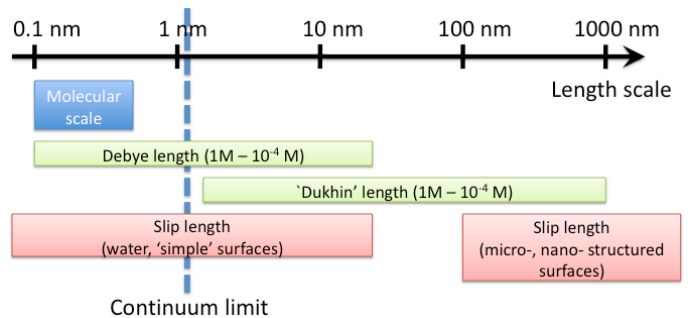 0.1 nm 1 nm 10 nm 100 nm 1000 nm
Length scale
Molecular
scale
Debye length (1M – 10⁻⁴ M)
`Dukhin’ length (1M – 10⁻⁴ M)
Slip length
(water, ‘simple’ surfaces)
Slip length
(micro-, nano- structured
surfaces)
Continuum limit